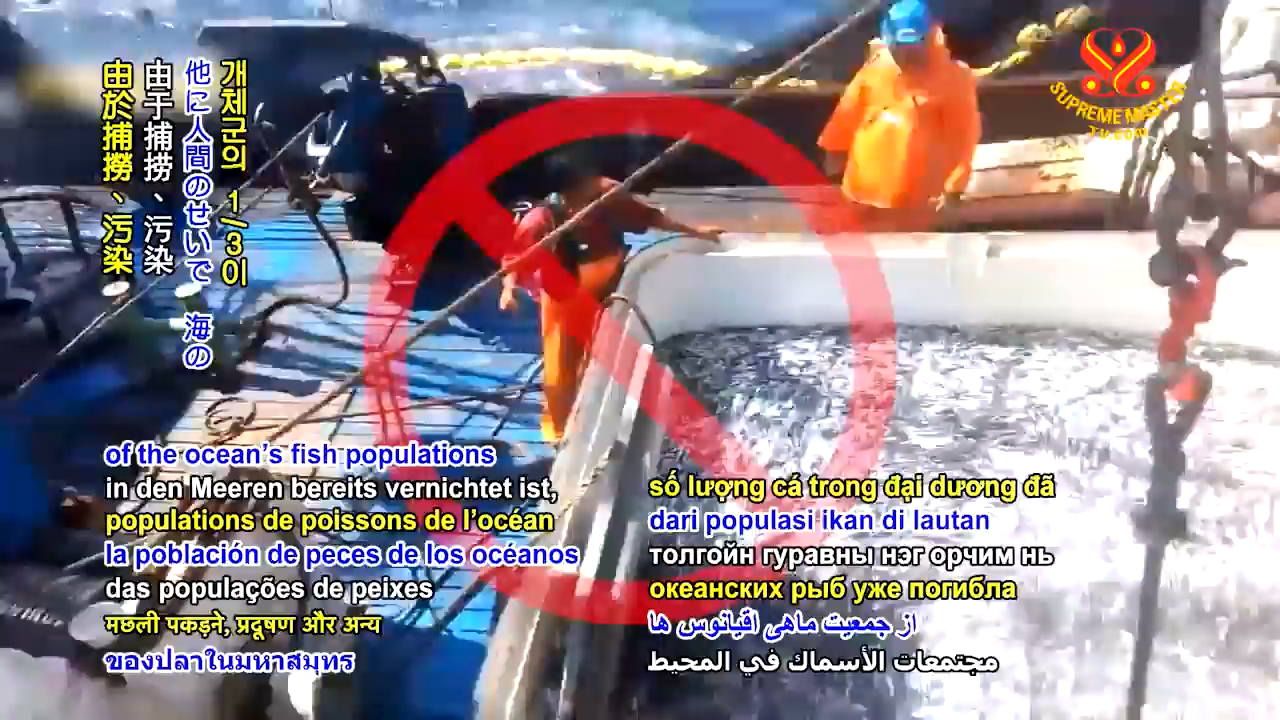 由於捕撈、污染
由于捕捞、污染
他に人間のせいで 海の
개체군의 1/3이
SUPREME MASTER
TV.COM
of the ocean's fish populations
in den Meeren bereits vernichtet ist,
populations de poissons de l'océan
la población de peces de los océanos
das populações de peixes
मछली पकड़ने, प्रदूषण और अन्य
ของปลาในมหาสมุทร
số lượng cá trong đại dương đã
dari populasi ikan di lautan
толгойн гуравны нэг орчим нь
океанских рыб уже погибла
از جمعیت ماهی اقیانوس ها
مجتمعات الأسماك في المحيط